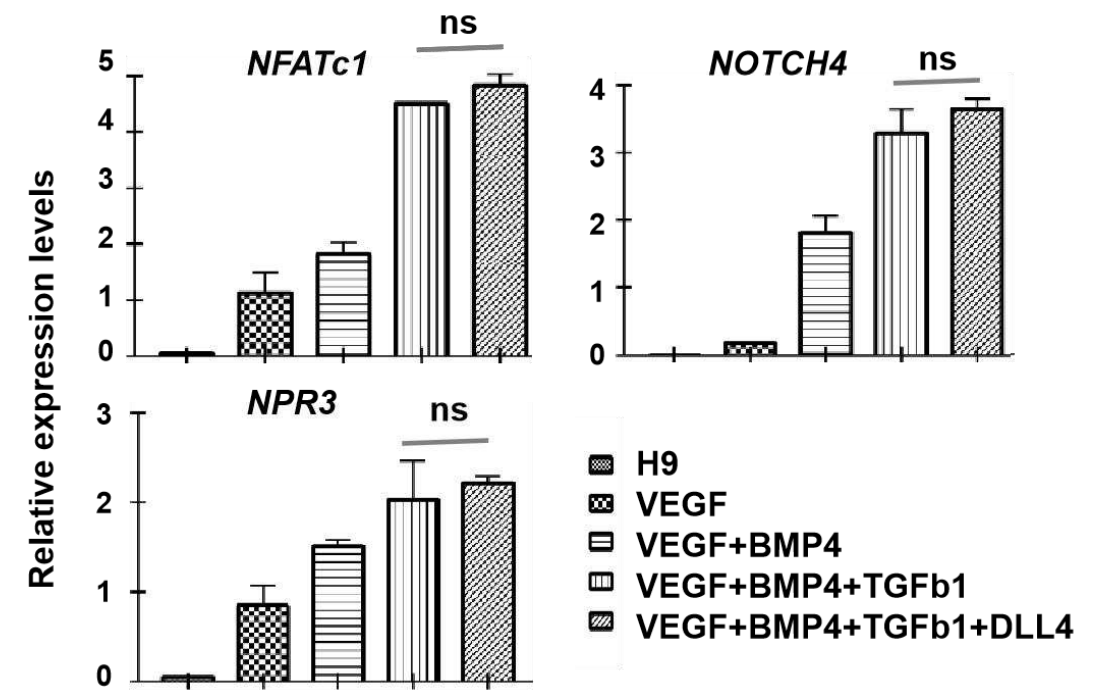 ns
NFATc1
5
4
3
2
1
0
ns
NOTCH4
4
3
2
1
0
Relative expression levels
ns
NPR3
3
2
1
0
H9
VEGF
VEGF+BMP4
VEGF+BMP4+TGFb1
VEGF+BMP4+TGFb1+DLL4